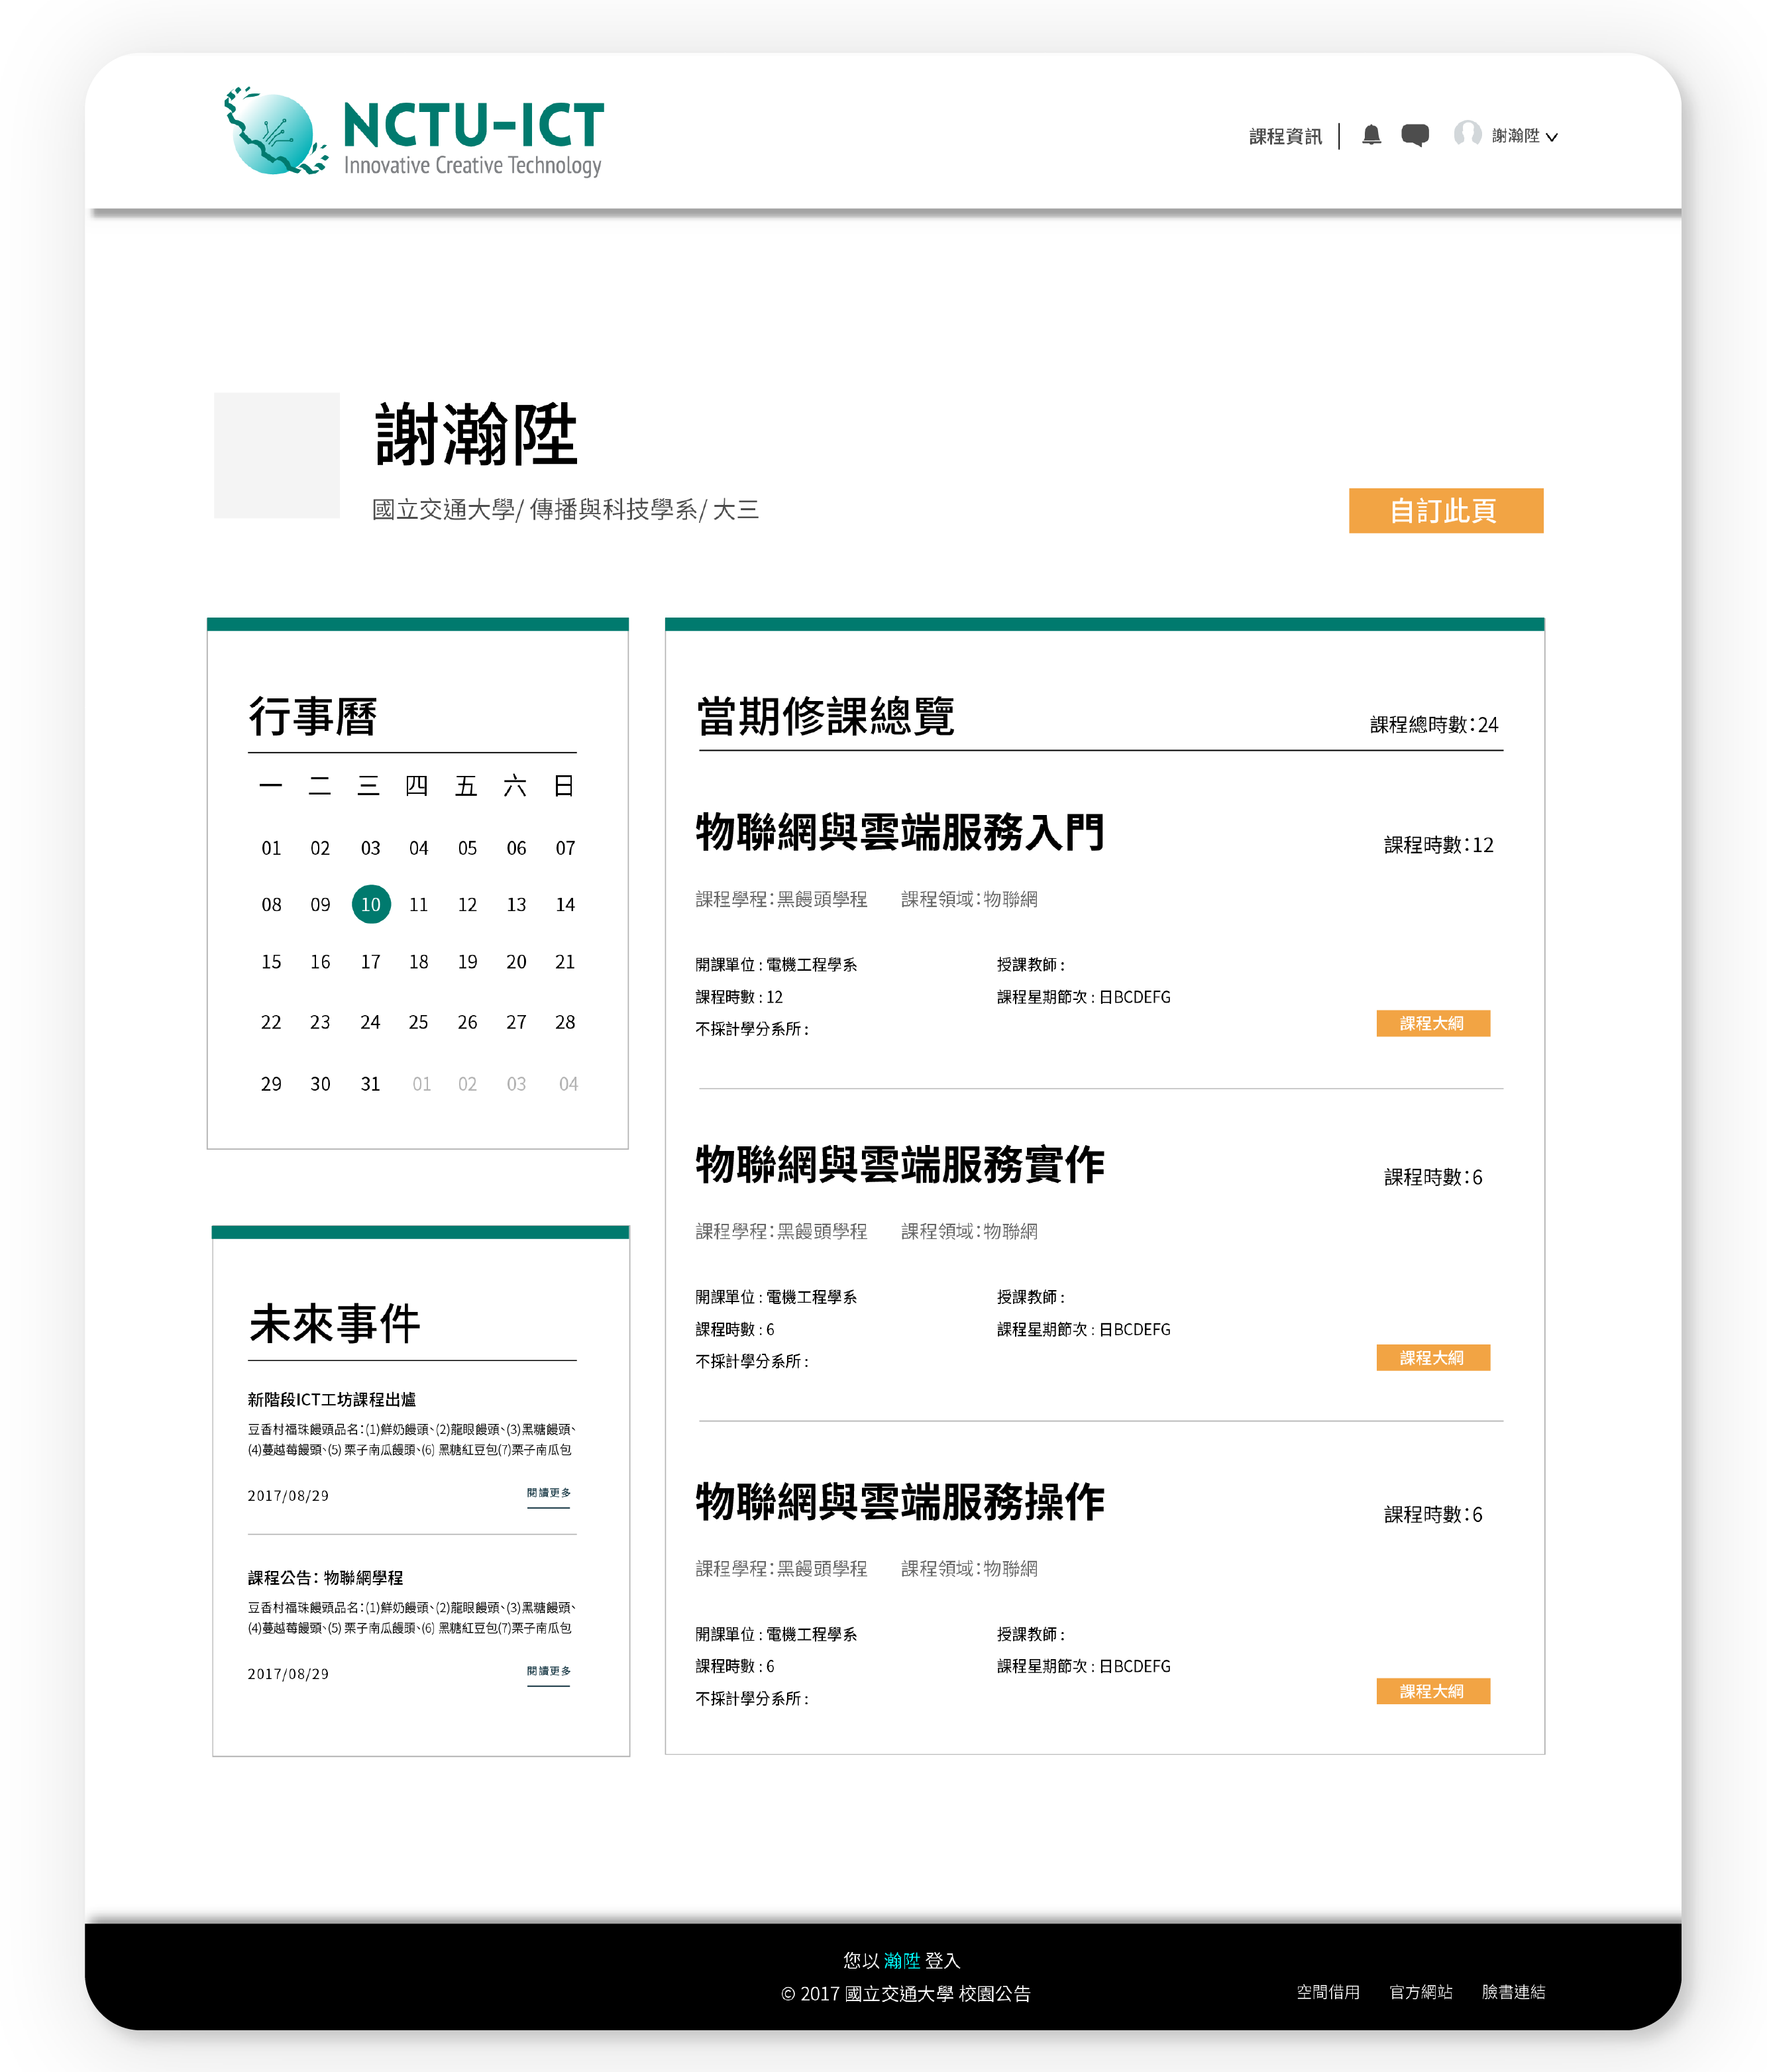 NCTU-ICT
Innovative Creative Technology
課程資訊
謝瀚陞
謝瀚陞
國立交通大學/ 傳播與科技學系/ 大三
自訂此頁
行事曆
一 二 三 四 五 六 日
01 02 03 04 05 06 07
08 09 10 11 12 13 14
15 16 17 18 19 20 21
22 23 24 25 26 27 28
29 30 31 01 02 03 04
未來事件
新階段ICT工坊課程出爐
豆香村福珠饅頭品名：(1)鮮奶饅頭、(2)龍眼饅頭、(3)黑糖饅頭、
(4)蔓越莓饅頭、(5) 栗子南瓜饅頭、(6) 黑糖紅豆包(7)栗子南瓜包
2017/08/29
閱讀更多
課程公告：物聯網學程
豆香村福珠饅頭品名：(1)鮮奶饅頭、(2)龍眼饅頭、(3)黑糖饅頭、
(4)蔓越莓饅頭、(5) 栗子南瓜饅頭、(6) 黑糖紅豆包(7)栗子南瓜包
2017/08/29
閱讀更多
當期修課總覽
課程總時數：24
物聯網與雲端服務入門
課程時數：12
課程學程：黑饅頭學程 課程領域：物聯網
開課單位 : 電機工程學系
授課教師 :
課程時數 : 12
課程星期節次 : 日BCDEFG
不採計學分系所 :
課程大綱
物聯網與雲端服務實作
課程時數：6
課程學程：黑饅頭學程 課程領域：物聯網
開課單位 : 電機工程學系
授課教師 :
課程時數 : 6
課程星期節次 : 日BCDEFG
不採計學分系所 :
課程大綱
物聯網與雲端服務操作
課程時數：6
課程學程：黑饅頭學程 課程領域：物聯網
開課單位 : 電機工程學系
授課教師 :
課程時數 : 6
課程星期節次 : 日BCDEFG
不採計學分系所 :
課程大綱
您以 瀚陞 登入
© 2017 國立交通大學 校園公告
空間借用 官方網站 臉書連結